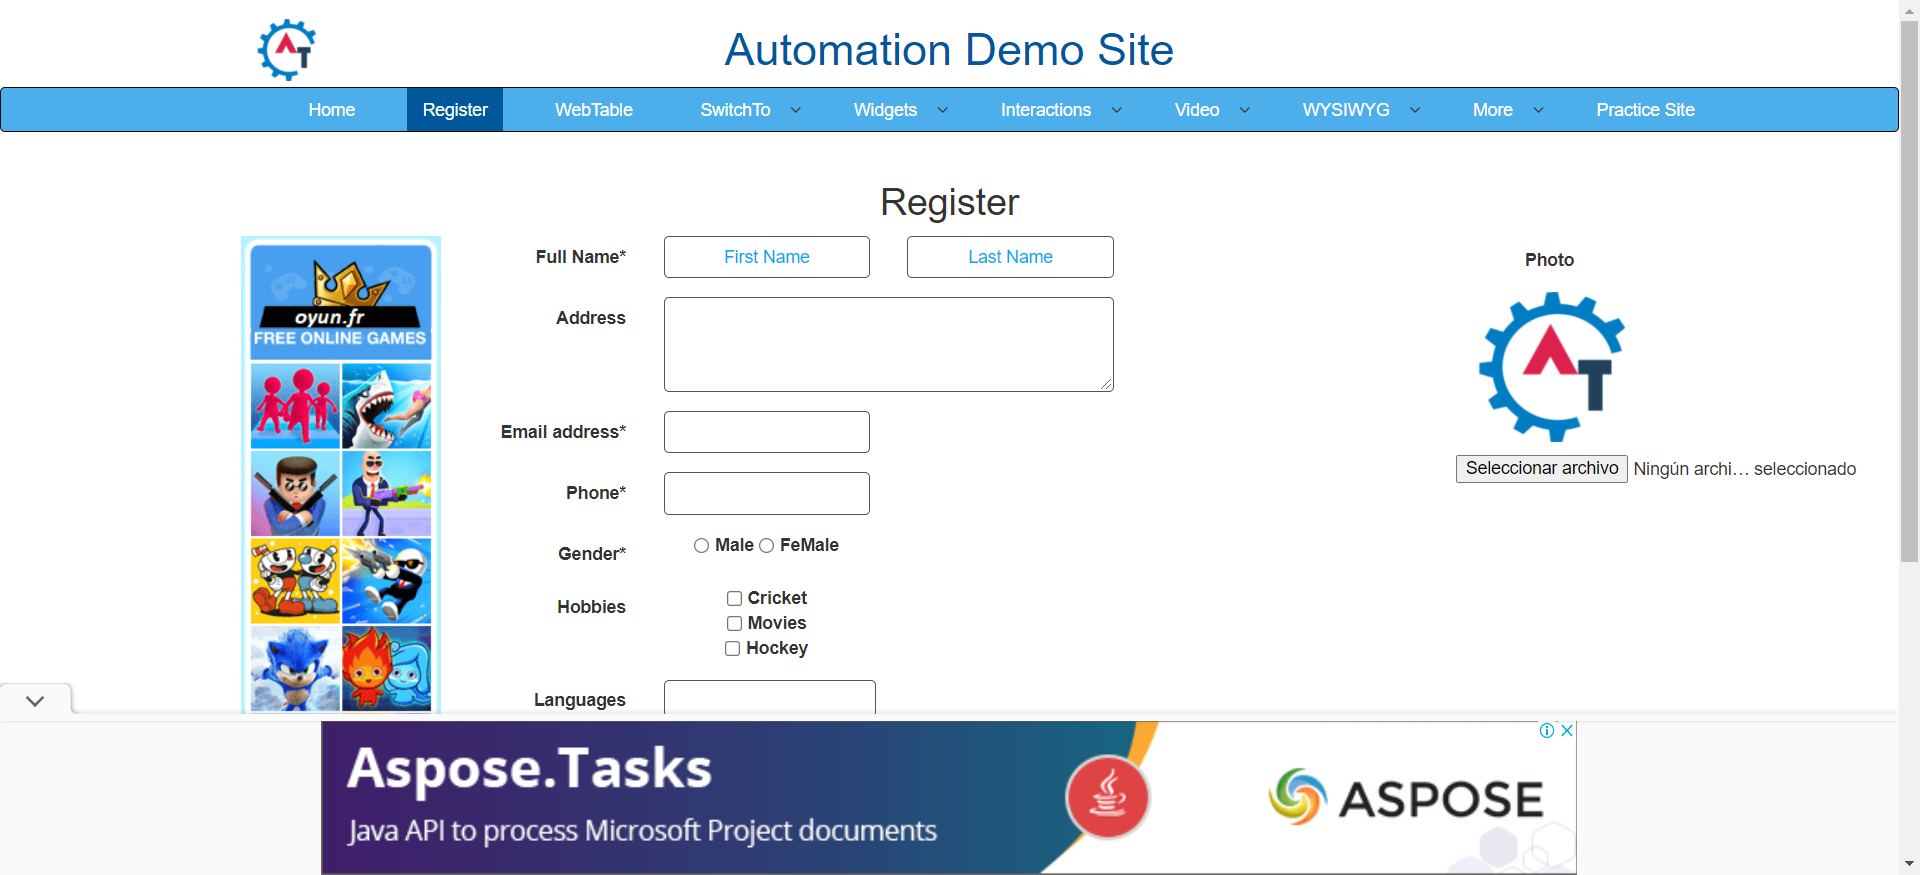 AT
Automation Demo Site
Home Register WebTable SwitchTo Widgets Interactions Video WYSIWYG More Practice Site
Register
oyun.fr
FREE ONLINE GAMES
Full Name* First Name Last Name
Photo
Address
AT
Email address*
Seleccionar archivo Ningún archi… seleccionado
Phone*
Gender* Male FeMale
Hobbies Cricket
Movies
Hockey
Languages
Aspose.Tasks
Java API to process Microsoft Project documents
ASPOSE